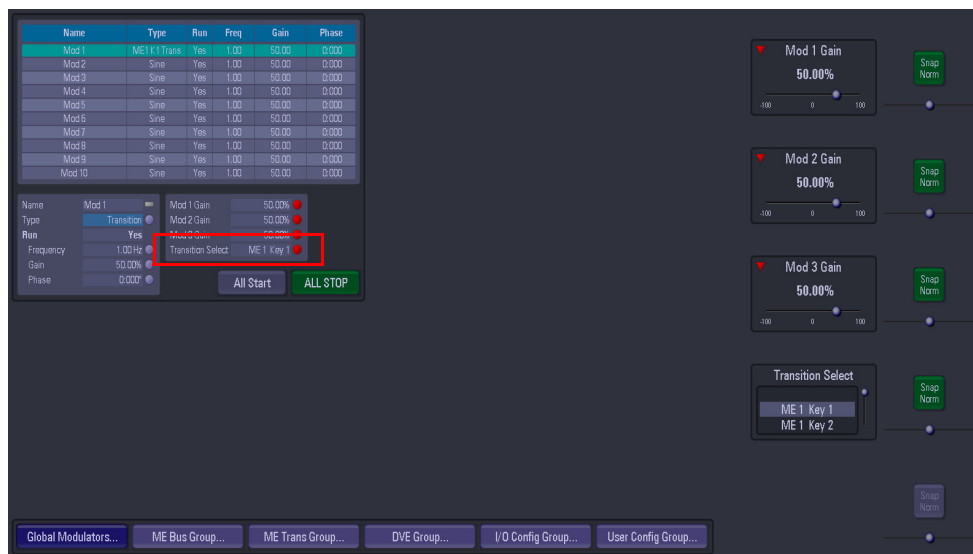 Name Type Run Freq Gain Phase
Mod 1 ME1 K1 Trans Yes 1.00 50.00 0:000
Mod 2 Sine Yes 1.00 50.00 0:000
Mod 3 Sine Yes 1.00 50.00 0:000
Mod 4 Sine Yes 1.00 50.00 0:000
Mod 5 Sine Yes 1.00 50.00 0:000
Mod 6 Sine Yes 1.00 50.00 0:000
Mod 7 Sine Yes 1.00 50.00 0:000
Mod 8 Sine Yes 1.00 50.00 0:000
Mod 9 Sine Yes 1.00 50.00 0:000
Mod 10 Sine Yes 1.00 50.00 0:000
Name Mod 1
Type Transition
Run Yes
Frequency 1.00 Hz
Gain 50.00%
Phase 0:000°
Mod 1 Gain 50.00%
Mod 2 Gain 50.00%
Mod 3 Gain 50.00%
Transition Select ME 1 Key 1
All Start ALL STOP
Mod 1 Gain
50.00%
-100 0 100
Snap Norm
Mod 2 Gain
50.00%
-100 0 100
Snap Norm
Mod 3 Gain
50.00%
-100 0 100
Snap Norm
Transition Select
ME 1 Key 1
ME 1 Key 2
Snap Norm
Snap Norm
Global Modulators... ME Bus Group... ME Trans Group... DVE Group... I/O Config Group... User Config Group...